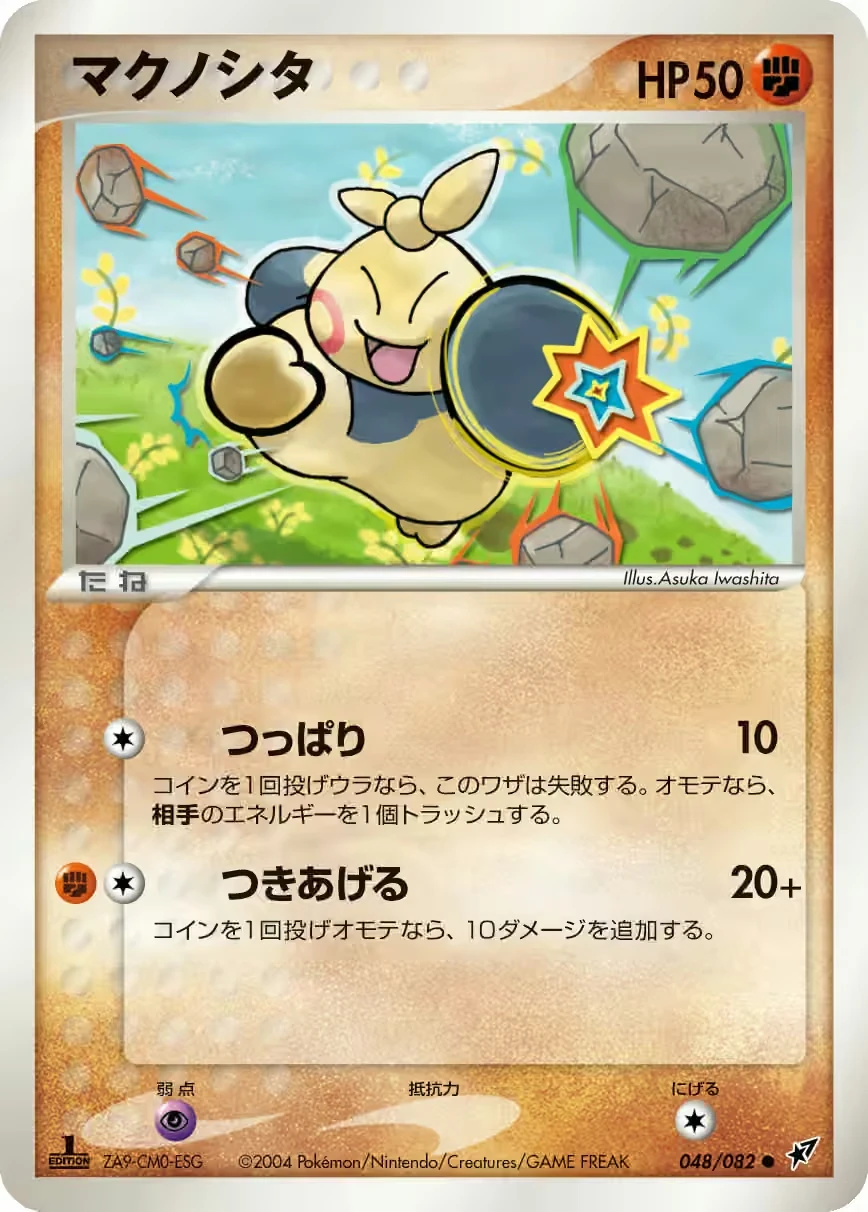 マクノシタ
HP50
たね
Illus.Asuka Iwashita
つっぱり 10
コインを1回投げウラなら、このワザは失敗する。オモテなら、
相手のエネルギーを1個トラッシュする。
つきあげる 20+
コインを1回投げオモテなら、10ダメージを追加する。
弱点 抵抗力 にげる
1 EDITION ZA9-CM0-ESG ©2004 Pokémon/Nintendo/Creatures/GAME FREAK 048/082